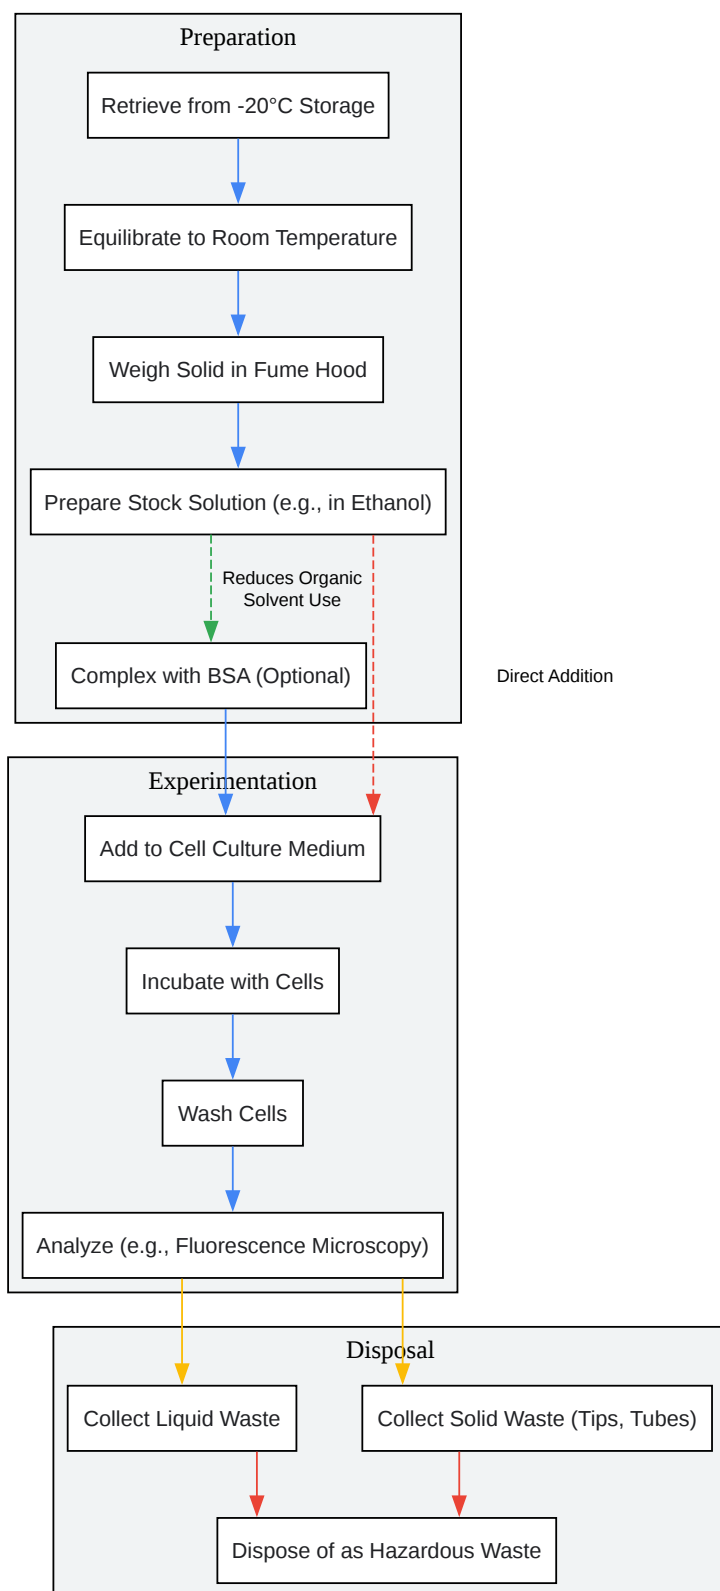 Preparation
Retrieve from -20°C Storage
Equilibrate to Room Temperature
Weigh Solid in Fume Hood
Prepare Stock Solution (e.g., in Ethanol)
Reduces Organic
Solvent Use
Complex with BSA (Optional)
Direct Addition
Experimentation
Add to Cell Culture Medium
Incubate with Cells
Wash Cells
Analyze (e.g., Fluorescence Microscopy)
Disposal
Collect Liquid Waste
Collect Solid Waste (Tips, Tubes)
Dispose of as Hazardous Waste